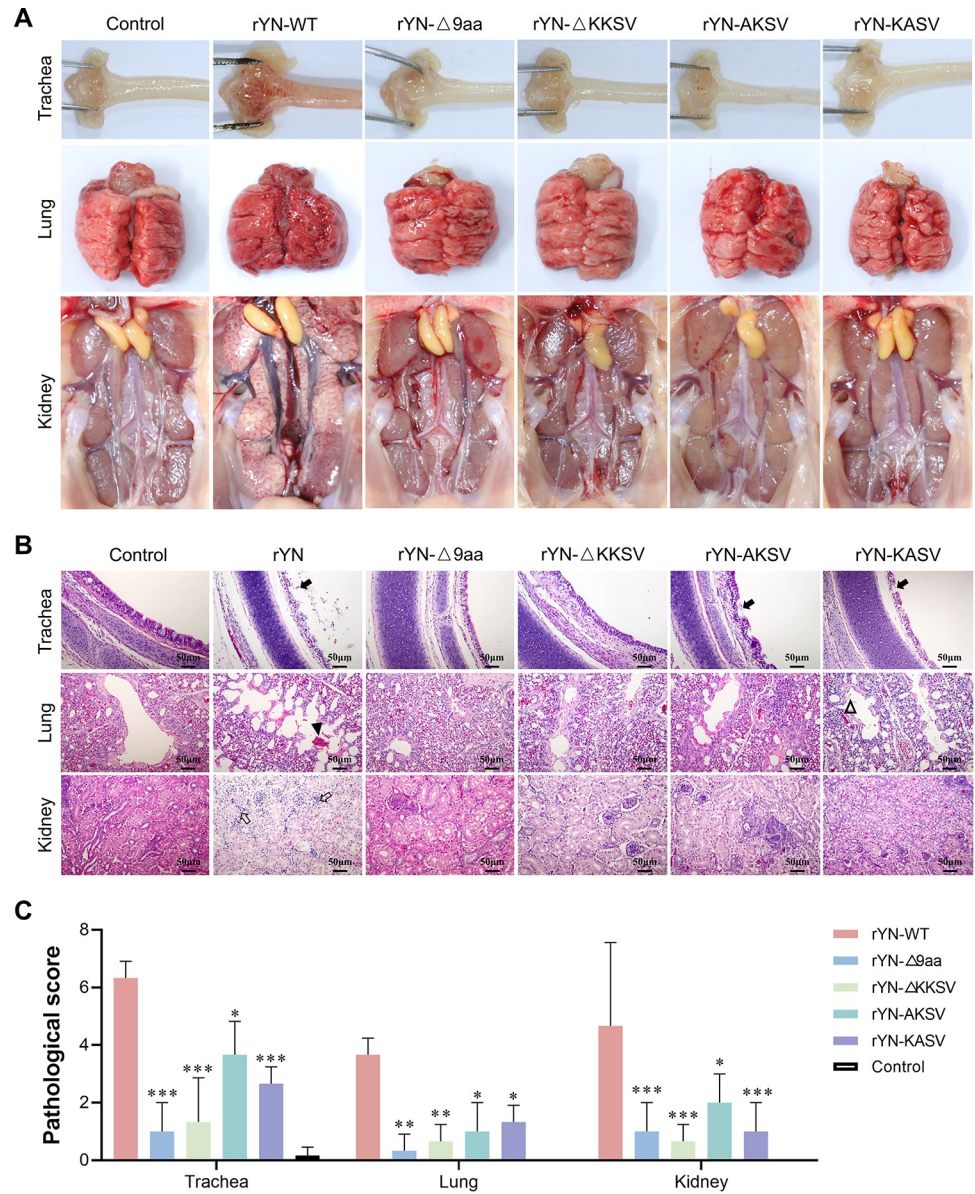 A
Control rYN-WT rYN-△9aa rYN-△KKSV rYN-AKSV rYN-KASV
Trachea
Lung
Kidney
B
Control rYN rYN-△9aa rYN-△KKSV rYN-AKSV rYN-KASV
Trachea
50μm 50μm 50μm 50μm 50μm 50μm
Lung
50μm 50μm 50μm 50μm 50μm 50μm
Kidney
50μm 50μm 50μm 50μm 50μm 50μm
C
Pathological score
8
6
4
2
0
*** *** * ***
** ** * *
*** *** * ***
Trachea Lung Kidney
rYN-WT
rYN-△9aa
rYN-△KKSV
rYN-AKSV
rYN-KASV
Control